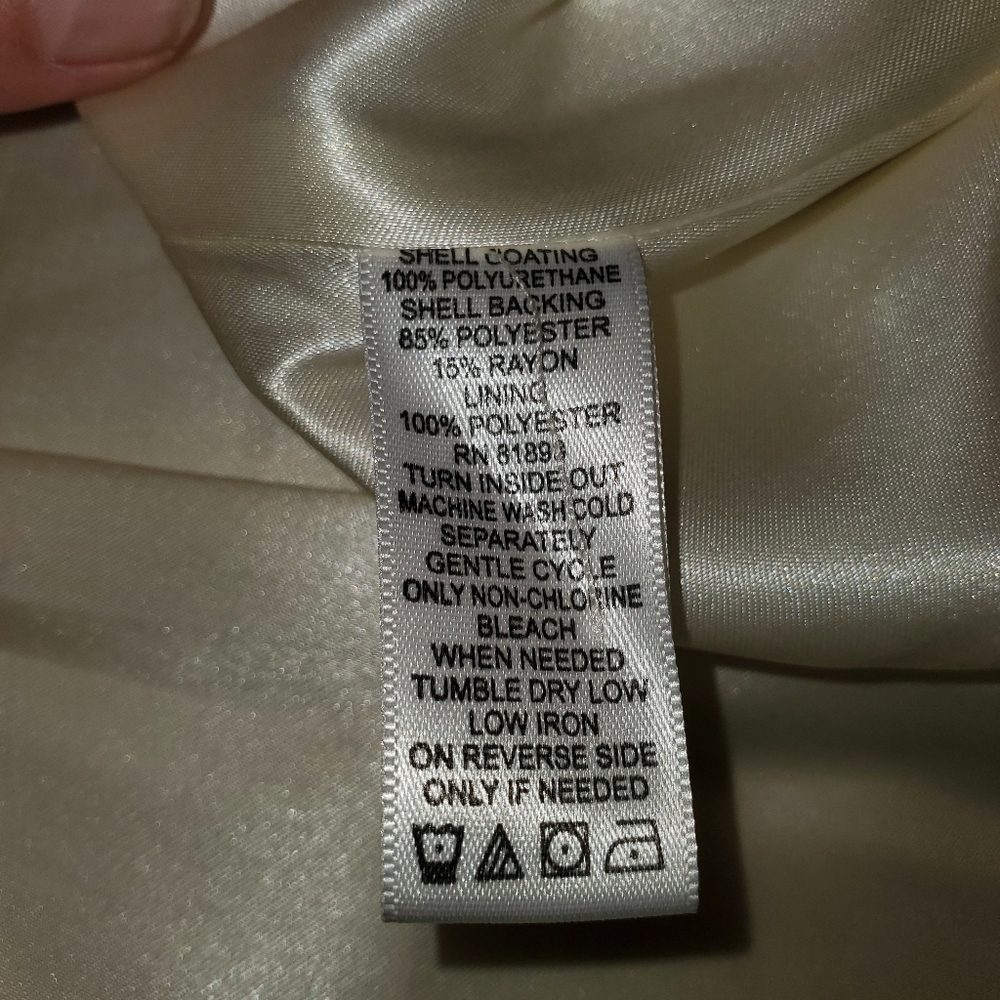 SHELL COATING
100% POLYURETHANE
SHELL BACKING
85% POLYESTER
15% RAYON
LINING
100% POLYESTER
RN
TURN INSIDE OUT
MACHINE WASH COLD
SEPARATELY
GENTLE CYCLE
ONLY NON-CHLORINE
BLEACH
WHEN NEEDED
TUMBLE DRY LOW
LOW IRON
ON REVERSE SIDE
ONLY IF NEEDED